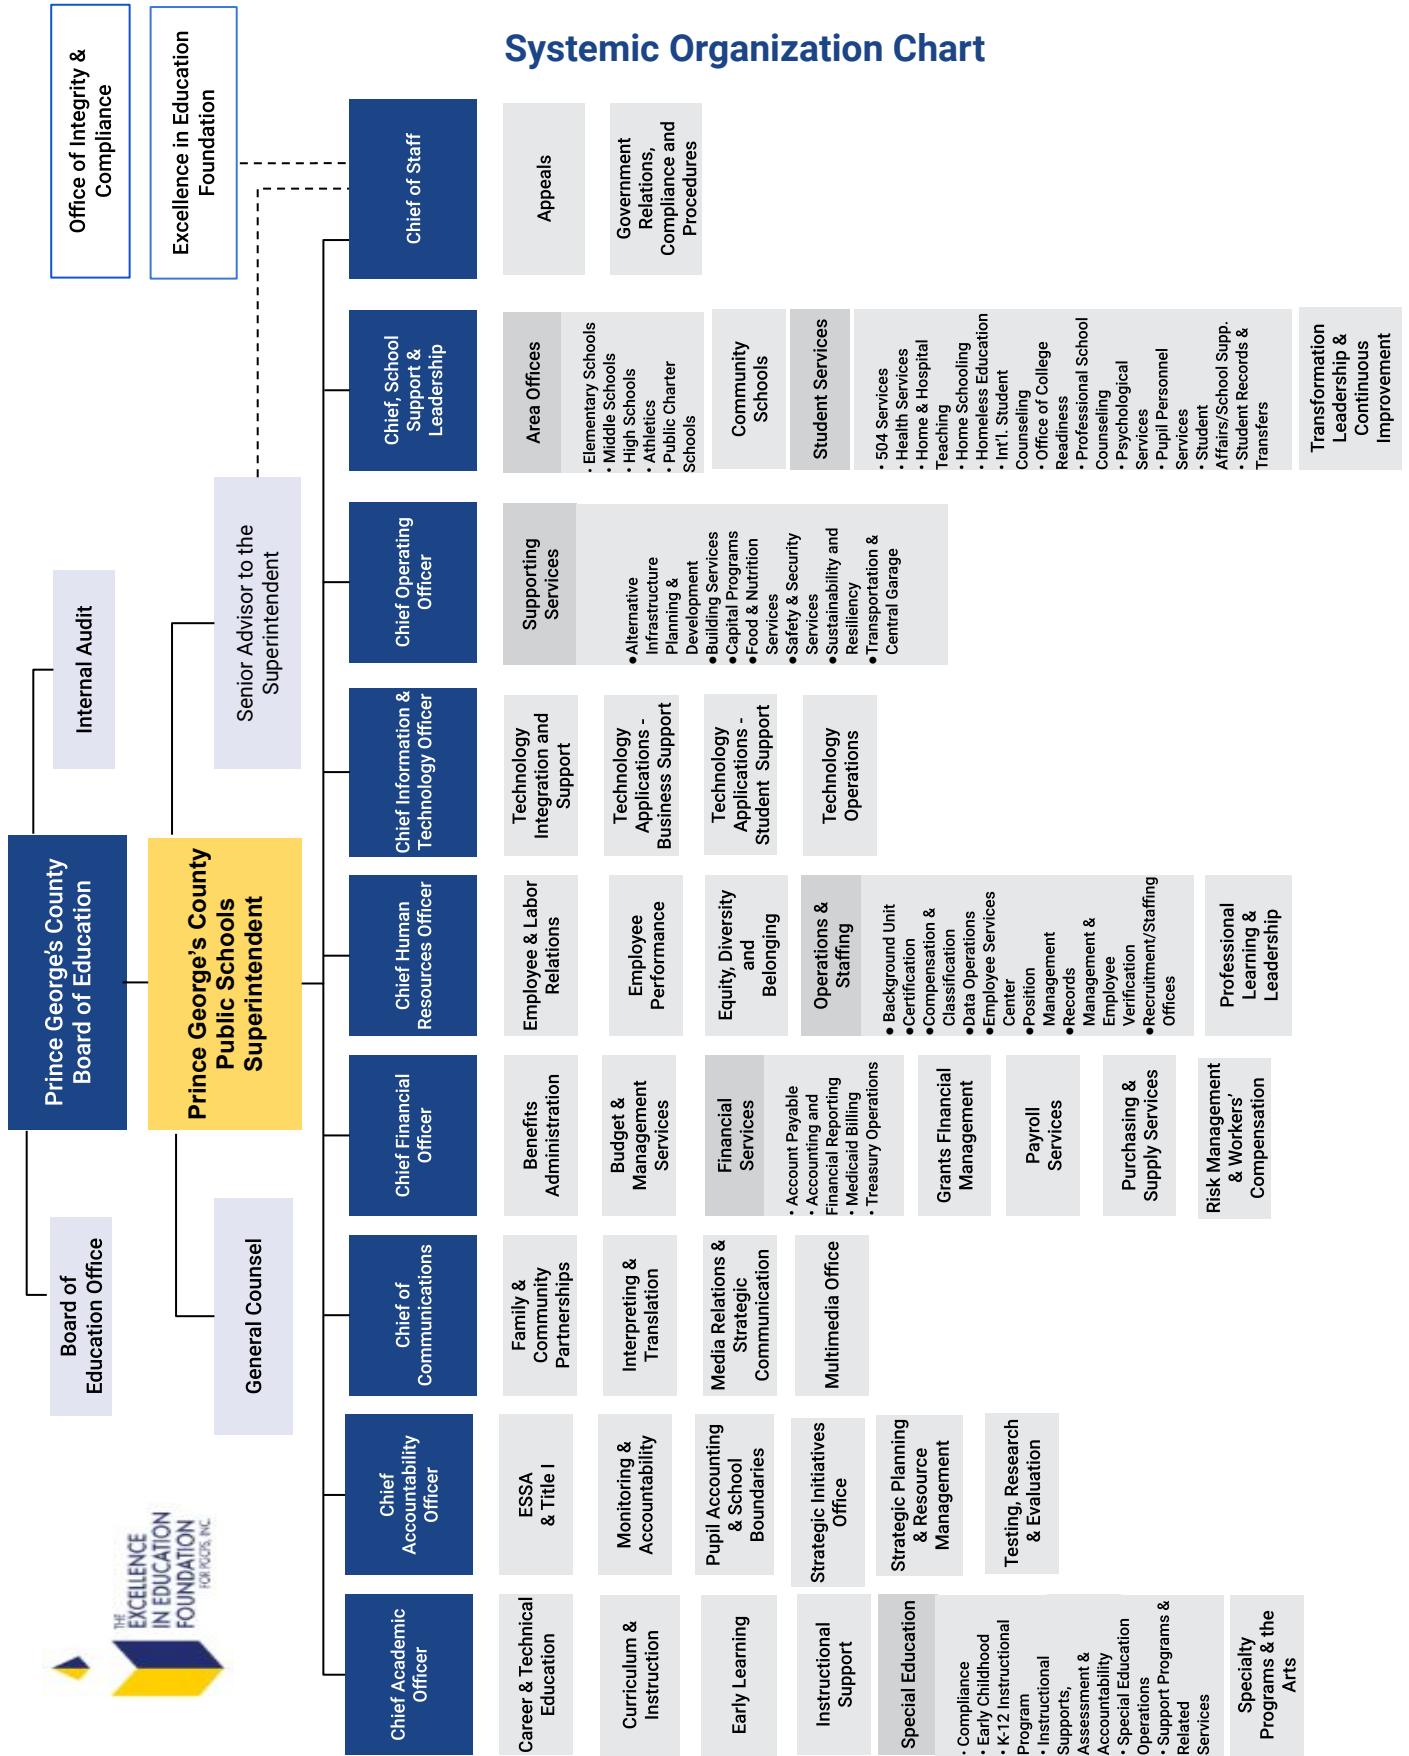 Systemic Organization Chart
THE
EXCELLENCE
IN EDUCATION
FOUNDATION
FOR PGCPS, INC.
Prince George's County
Board of Education
Board of
Education Office
Internal Audit
Office of Integrity &
Compliance
Excellence in Education
Foundation
Prince George's County
Public Schools
Superintendent
General Counsel
Senior Advisor to the
Superintendent
Chief Academic
Officer
Career & Technical
Education
Curriculum &
Instruction
Early Learning
Instructional
Support
Special Education
• Compliance
• Early Childhood
• K-12 Instructional
Program
• Instructional
Supports,
Assessment &
Accountability
• Special Education
Operations
• Support Programs &
Related
Services
Specialty
Programs & the
Arts
Chief
Accountability
Officer
ESSA
& Title I
Monitoring &
Accountability
Pupil Accounting
& School
Boundaries
Strategic Initiatives
Office
Strategic Planning
& Resource
Management
Testing, Research
& Evaluation
Chief of
Communications
Family &
Community
Partnerships
Interpreting &
Translation
Media Relations &
Strategic
Communication
Multimedia Office
Chief Financial
Officer
Benefits
Administration
Budget &
Management
Services
Financial
Services
• Account Payable
• Accounting and
Financial Reporting
• Medicaid Billing
• Treasury Operations
Grants FInancial
Management
Payroll
Services
Purchasing &
Supply Services
Risk Management
& Workers'
Compensation
Chief Human
Resources Officer
Employee & Labor
Relations
Employee
Performance
Equity, Diversity
and
Belonging
Operations &
Staffing
● Background Unit
●Certification
●Compensation &
Classification
●Data Operations
●Employee Services
Center
●Position
Management
●Records
Management &
Employee
Verification
●Recruitment/Staffing
Offices
Professional
Learning &
Leadership
Chief Information &
Technology Officer
Technology
Integration and
Support
Technology
Applications -
Business Support
Technology
Applications -
Student Support
Technology
Operations
Chief Operating
Officer
Supporting
Services
●Alternative
Infrastructure
Planning &
Development
●Building Services
●Capital Programs
●Food & Nutrition
Services
●Safety & Security
Services
●Sustainability and
Resiliency
●Transportation &
Central Garage
Chief, School
Support &
Leadership
Area Offices
• Elementary Schools
• Middle Schools
• High Schools
• Athletics
• Public Charter
Schools
Community
Schools
Student Services
• 504 Services
• Health Services
• Home & Hospital
Teaching
• Home Schooling
• Homeless Education
• Int'l. Student
Counseling
• Office of College
Readiness
• Professional School
Counseling
• Psychological
Services
• Pupil Personnel
Services
• Student
Affairs/School Supp.
• Student Records &
Transfers
Transformation
Leadership &
Continuous
Improvement
Chief of Staff
Appeals
Government
Relations,
Compliance and
Procedures